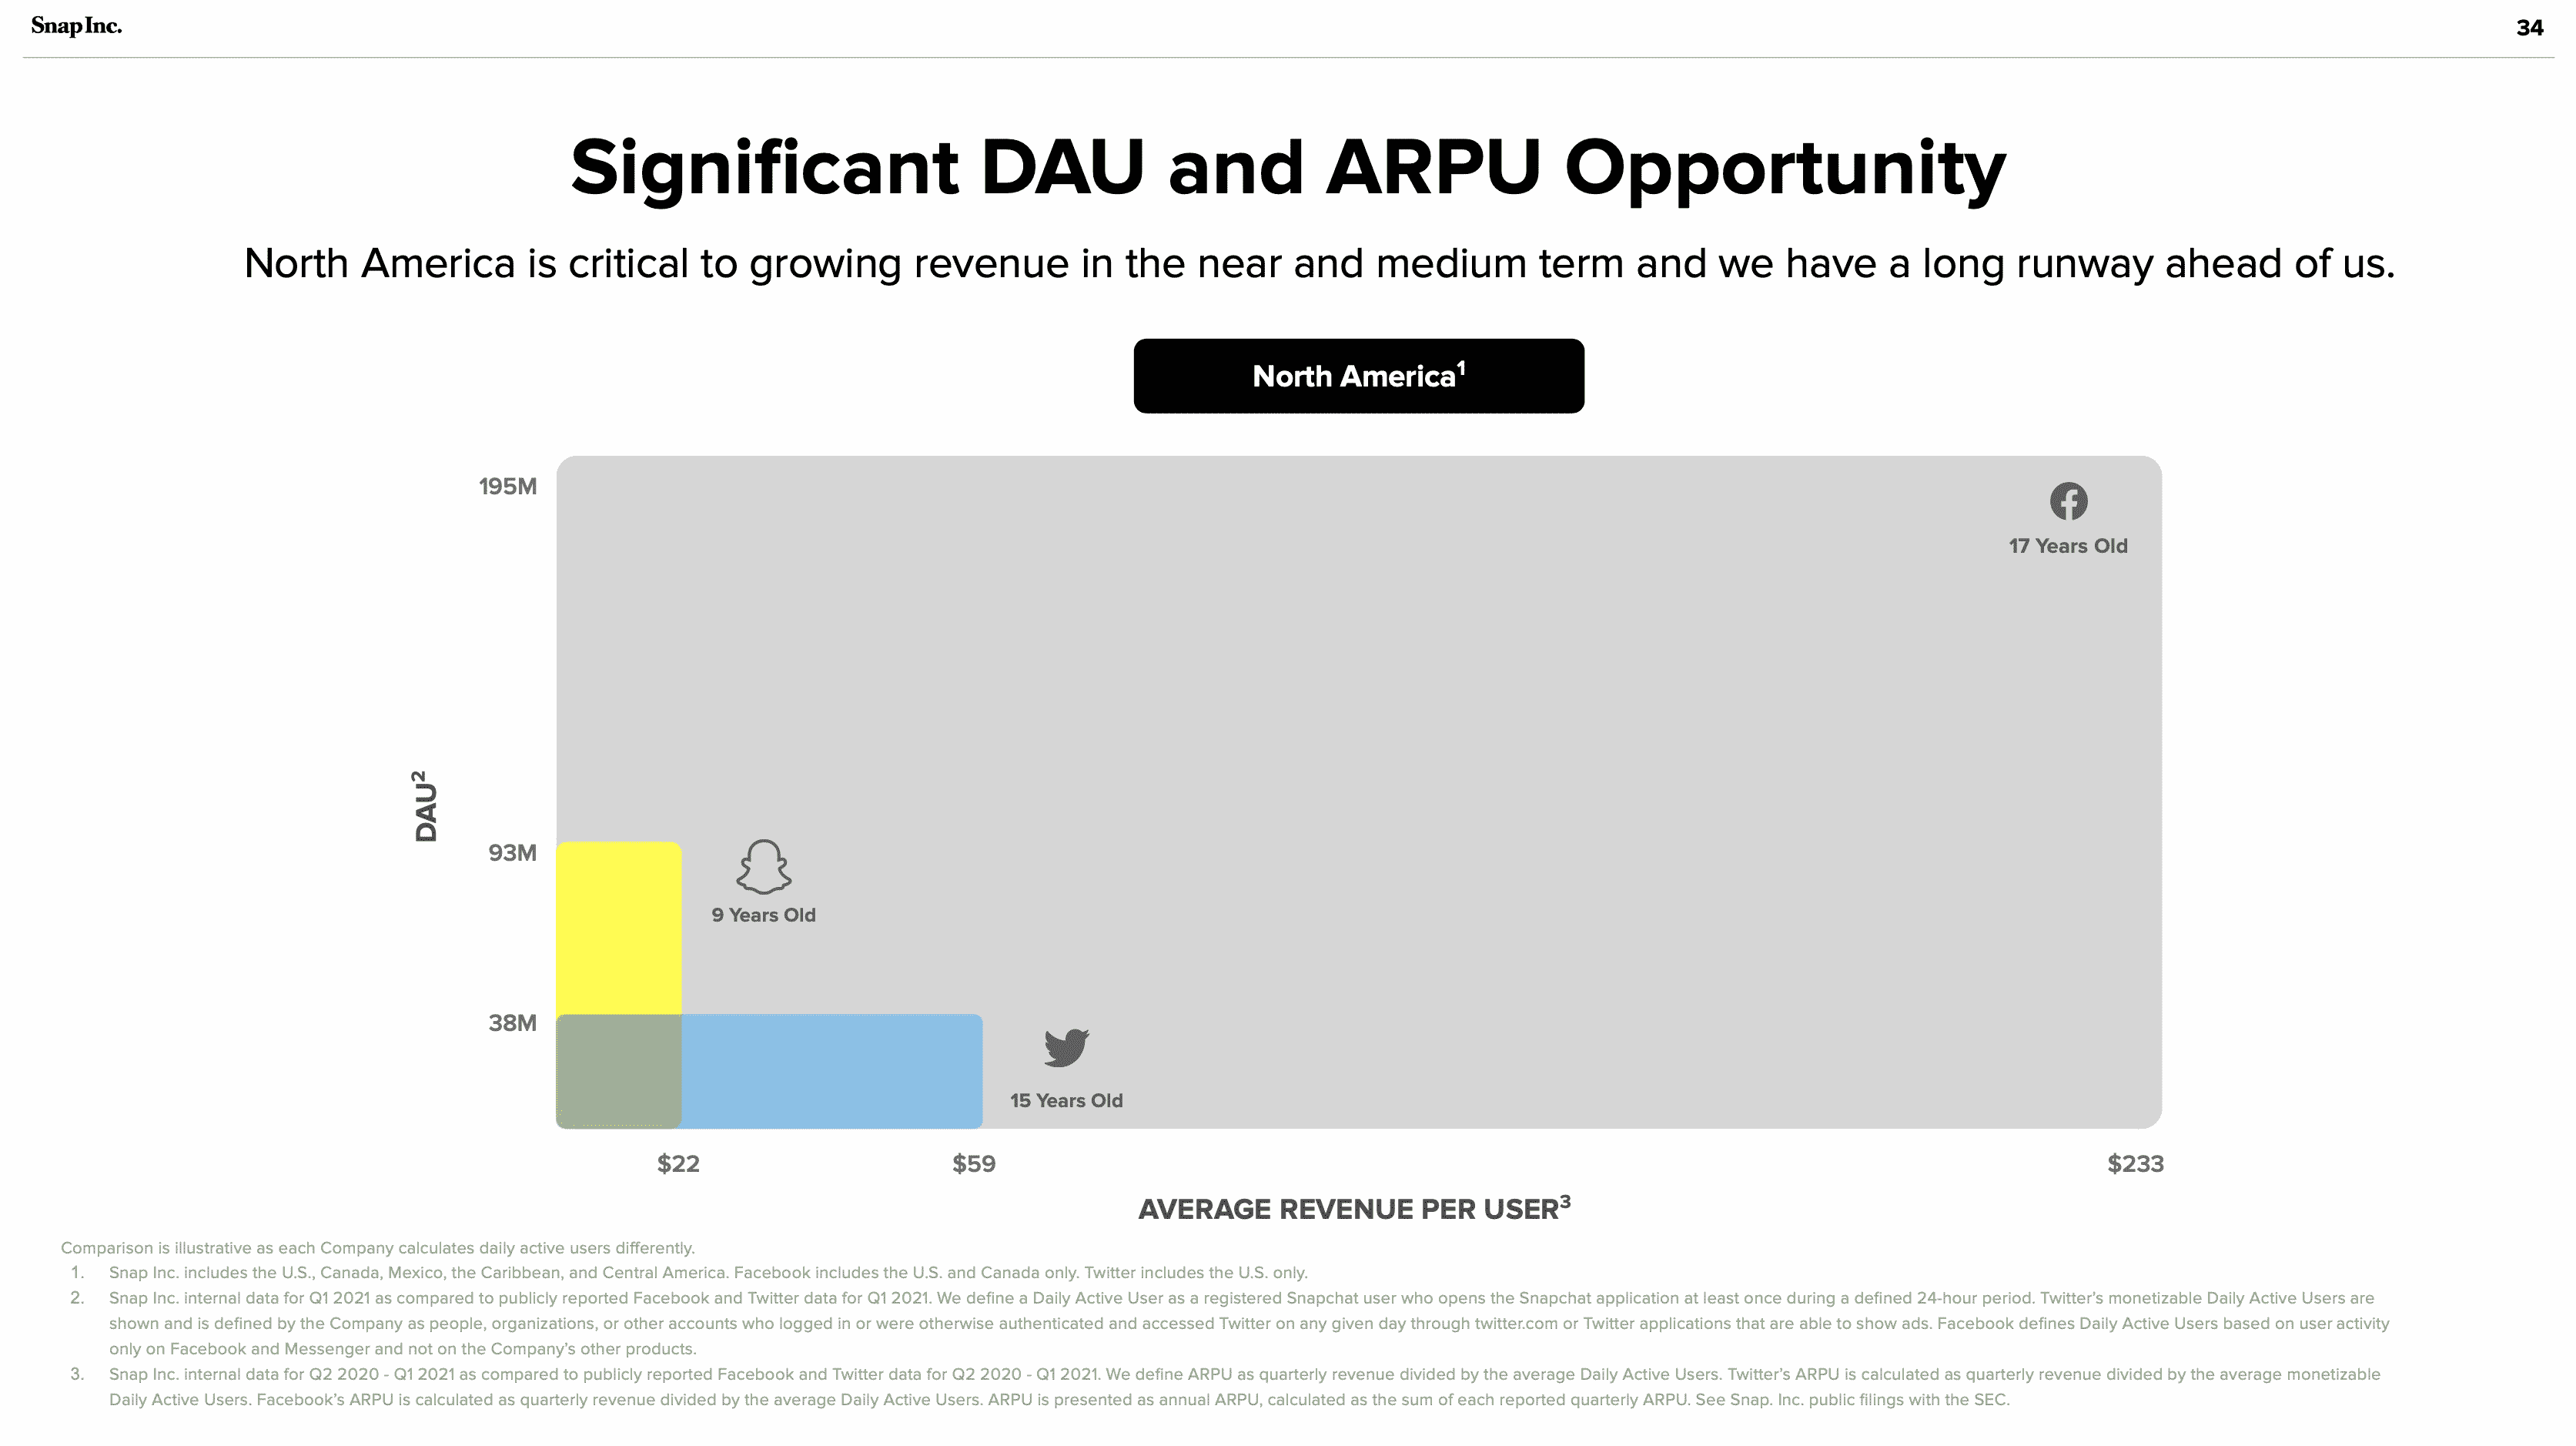 Snap Inc.
34
Significant DAU and ARPU Opportunity
North America is critical to growing revenue in the near and medium term and we have a long runway ahead of us.
North America¹
195M
17 Years Old
DAU²
93M
9 Years Old
38M
15 Years Old
$22
$59
$233
AVERAGE REVENUE PER USER³
Comparison is illustrative as each Company calculates daily active users differently.
1. Snap Inc. includes the U.S., Canada, Mexico, the Caribbean, and Central America. Facebook includes the U.S. and Canada only. Twitter includes the U.S. only.
2. Snap Inc. internal data for Q1 2021 as compared to publicly reported Facebook and Twitter data for Q1 2021. We define a Daily Active User as a registered Snapchat user who opens the Snapchat application at least once during a defined 24-hour period. Twitter’s monetizable Daily Active Users are
shown and is defined by the Company as people, organizations, or other accounts who logged in or were otherwise authenticated and accessed Twitter on any given day through twitter.com or Twitter applications that are able to show ads. Facebook defines Daily Active Users based on user activity
only on Facebook and Messenger and not on the Company’s other products.
3. Snap Inc. internal data for Q2 2020 - Q1 2021 as compared to publicly reported Facebook and Twitter data for Q2 2020 - Q1 2021. We define ARPU as quarterly revenue divided by the average Daily Active Users. Twitter’s ARPU is calculated as quarterly revenue divided by the average monetizable
Daily Active Users. Facebook’s ARPU is calculated as quarterly revenue divided by the average Daily Active Users. ARPU is presented as annual ARPU, calculated as the sum of each reported quarterly ARPU. See Snap. Inc. public filings with the SEC.